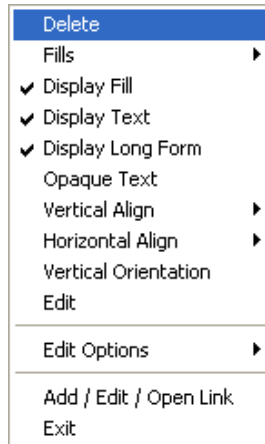 Delete
Fills
Display Fill
Display Text
Display Long Form
Opaque Text
Vertical Align
Horizontal Align
Vertical Orientation
Edit
Edit Options
Add / Edit / Open Link
Exit